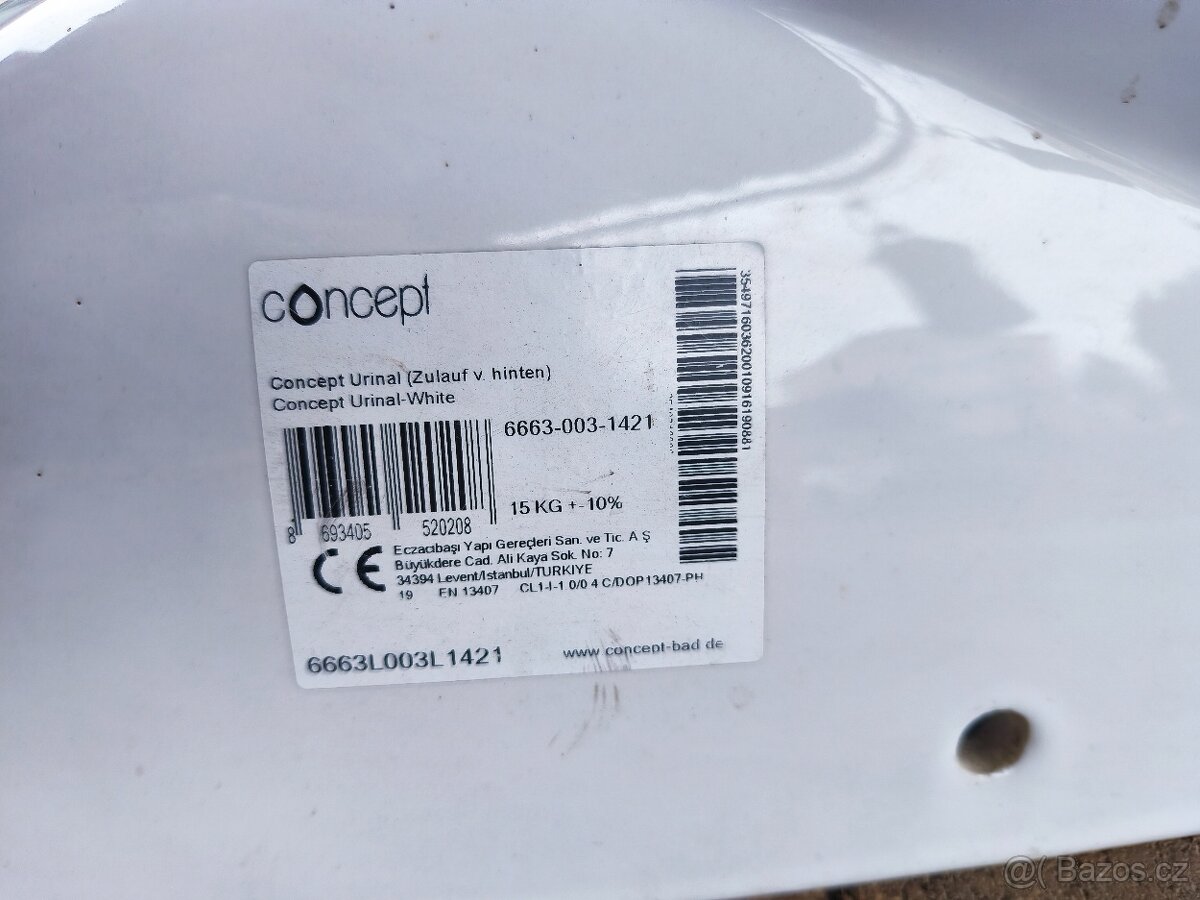 concept
Concept Urinal (Zulauf v. hinten)
Concept Urinal-White
6663-003-1421
15 KG +-10%
8 693405 520208
Eczacıbaşı Yapı Gereçleri San. ve Tic. A Ş
Büyükdere Cad. Ali Kaya Sok. No: 7
34394 Levent/Istanbul/TURKIYE
19 EN 13407 CL1-I-1 0/0 4 C/DOP13407-PH
CE
6663L003L1421
www concept-bad de
354971603620010916190881
@( Bazos.cz